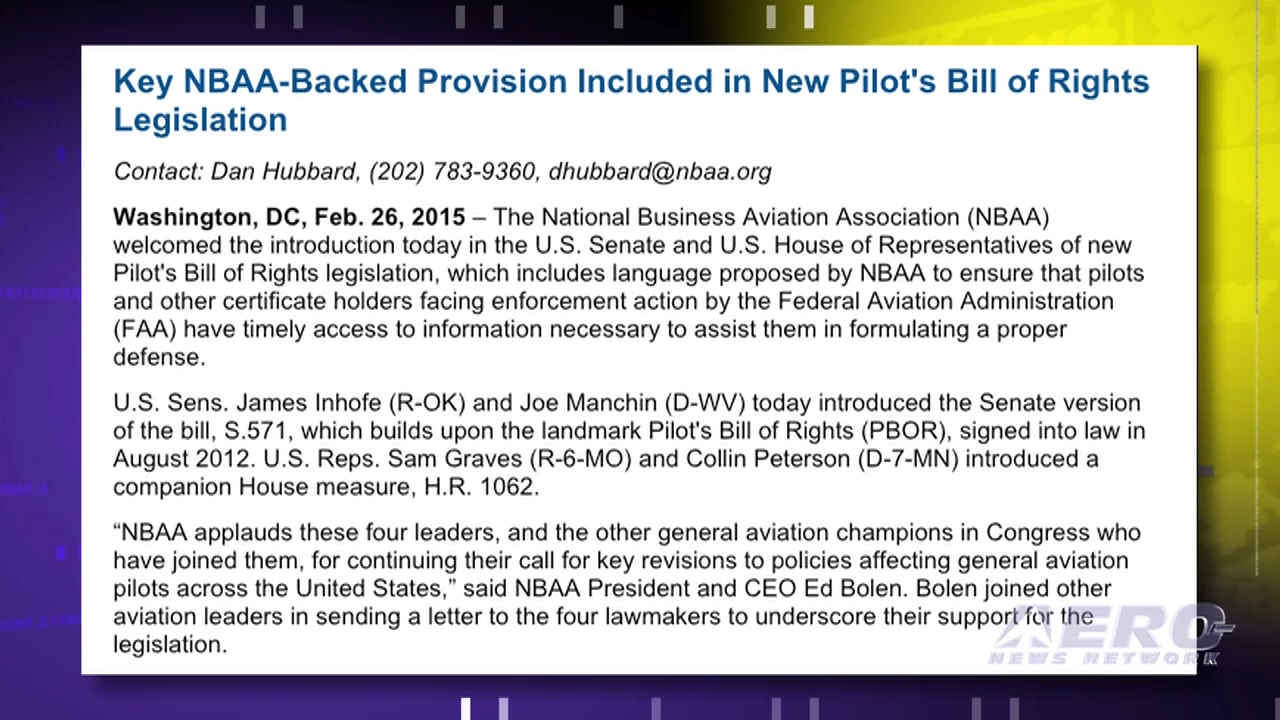 Key NBAA-Backed Provision Included in New Pilot's Bill of Rights
Legislation
Contact: Dan Hubbard, (202) 783-9360, dhubbard@nbaa.org
Washington, DC, Feb. 26, 2015 – The National Business Aviation Association (NBAA)
welcomed the introduction today in the U.S. Senate and U.S. House of Representatives of new
Pilot's Bill of Rights legislation, which includes language proposed by NBAA to ensure that pilots
and other certificate holders facing enforcement action by the Federal Aviation Administration
(FAA) have timely access to information necessary to assist them in formulating a proper
defense.
U.S. Sens. James Inhofe (R-OK) and Joe Manchin (D-WV) today introduced the Senate version
of the bill, S.571, which builds upon the landmark Pilot's Bill of Rights (PBOR), signed into law in
August 2012. U.S. Reps. Sam Graves (R-6-MO) and Collin Peterson (D-7-MN) introduced a
companion House measure, H.R. 1062.
“NBAA applauds these four leaders, and the other general aviation champions in Congress who
have joined them, for continuing their call for key revisions to policies affecting general aviation
pilots across the United States,” said NBAA President and CEO Ed Bolen. Bolen joined other
aviation leaders in sending a letter to the four lawmakers to underscore their support for the
legislation.
AERO
NEWS NETWORK